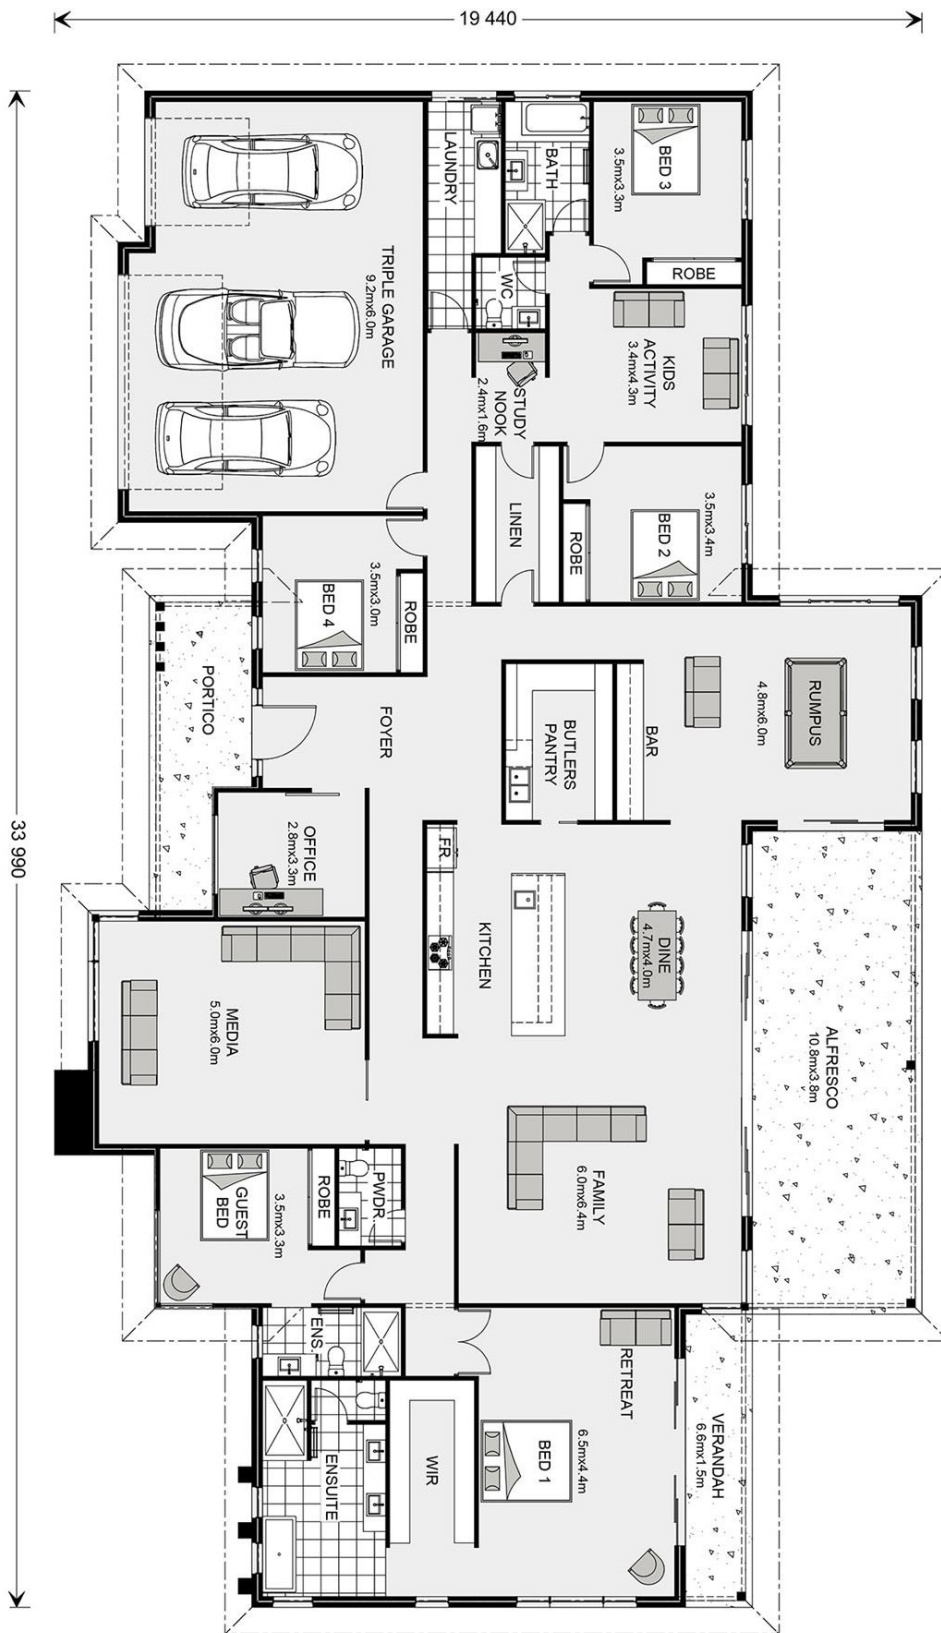 19 440
33 990
TRIPLE GARAGE
9.2mx6.0m
LAUNDRY
BATH
BED 3
3.5mx3.3m
ROBE
WC
KIDS
ACTIVITY
3.4mx4.3m
STUDY
NOOK
2.4mx1.6m
LINEN
ROBE
BED 2
3.5mx3.4m
BED 4
3.5mx3.0m
ROBE
PORTICO
FOYER
BUTLERS
PANTRY
BAR
RUMPUS
4.8mx6.0m
OFFICE
2.8mx3.3m
FR
KITCHEN
DINE
4.7mx4.0m
ALFRESCO
10.8mx3.8m
MEDIA
5.0mx6.0m
FAMILY
6.0mx6.4m
GUEST
BED
3.5mx3.3m
ROBE
PWDR.
ENS
ENSUITE
WIR
BED 1
6.5mx4.4m
RETREAT
VERANDAH
6.6mx1.5m